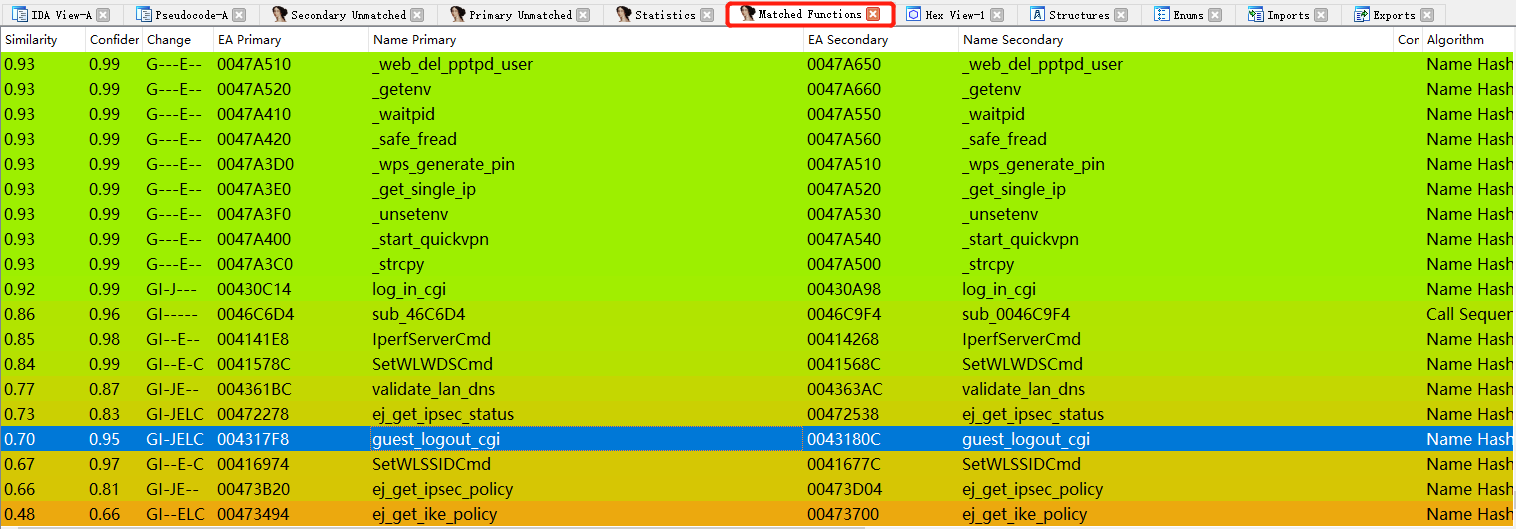 IDA View-A Pseudocode-A Secondary Unmatched Primary Unmatched Statistics Matched Functions Hex View-1 Structures Enums Imports Exports
Similarity Confider Change EA Primary Name Primary EA Secondary Name Secondary Cor Algorithm
0.93 0.99 G---E-- 0047A510 _web_del_pptpd_user 0047A650 _web_del_pptpd_user Name Hash
0.93 0.99 G---E-- 0047A520 _getenv 0047A660 _getenv Name Hash
0.93 0.99 G---E-- 0047A410 _waitpid 0047A550 _waitpid Name Hash
0.93 0.99 G---E-- 0047A420 _safe_fread 0047A560 _safe_fread Name Hash
0.93 0.99 G---E-- 0047A3D0 _wps_generate_pin 0047A510 _wps_generate_pin Name Hash
0.93 0.99 G---E-- 0047A3E0 _get_single_ip 0047A520 _get_single_ip Name Hash
0.93 0.99 G---E-- 0047A3F0 _unsetenv 0047A530 _unsetenv Name Hash
0.93 0.99 G---E-- 0047A400 _start_quickvpn 0047A540 _start_quickvpn Name Hash
0.93 0.99 G---E-- 0047A3C0 _strcpy 0047A500 _strcpy Name Hash
0.92 0.99 GI-J--- 00430C14 log_in_cgi 00430A98 log_in_cgi Name Hash
0.86 0.96 GI----- 0046C6D4 sub_46C6D4 0046C9F4 sub_0046C9F4 Call Sequer
0.85 0.98 GI--E-- 004141E8 IperfServerCmd 00414268 IperfServerCmd Name Hash
0.84 0.99 GI--E-C 0041578C SetWLWDSCmd 0041568C SetWLWDSCmd Name Hash
0.77 0.87 GI-JE-- 004361BC validate_lan_dns 004363AC validate_lan_dns Name Hash
0.73 0.83 GI-JELC 00472278 ej_get_ipsec_status 00472538 ej_get_ipsec_status Name Hash
0.70 0.95 GI-JELC 004317F8 guest_logout_cgi 0043180C guest_logout_cgi Name Hash
0.67 0.97 GI--E-C 00416974 SetWLSSIDCmd 0041677C SetWLSSIDCmd Name Hash
0.66 0.81 GI-JE-- 00473B20 ej_get_ipsec_policy 00473D04 ej_get_ipsec_policy Name Hash
0.48 0.66 GI--ELC 00473494 ej_get_ike_policy 00473700 ej_get_ike_policy Name Hash